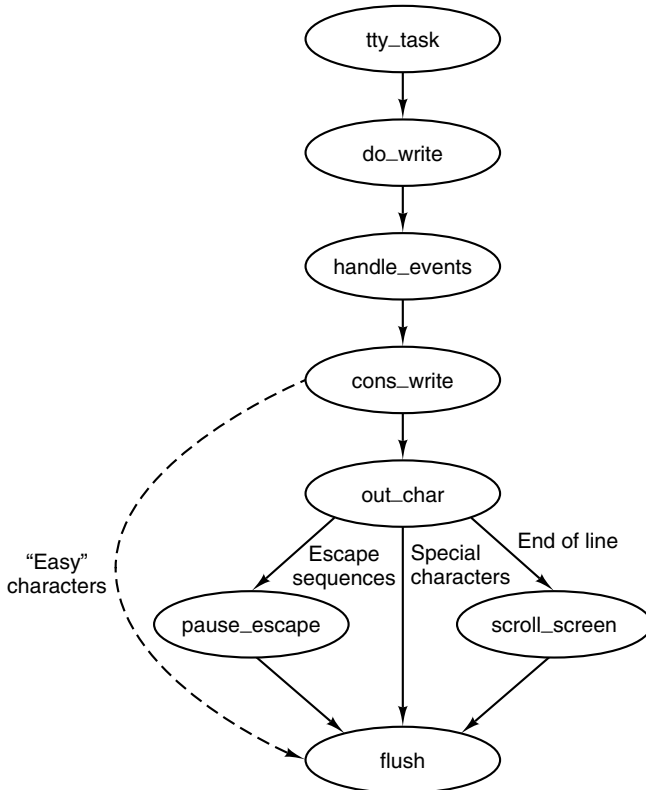 tty_task
do_write
handle_events
cons_write
out_char
“Easy”
characters
Escape
sequences
Special
characters
End of line
pause_escape
scroll_screen
flush